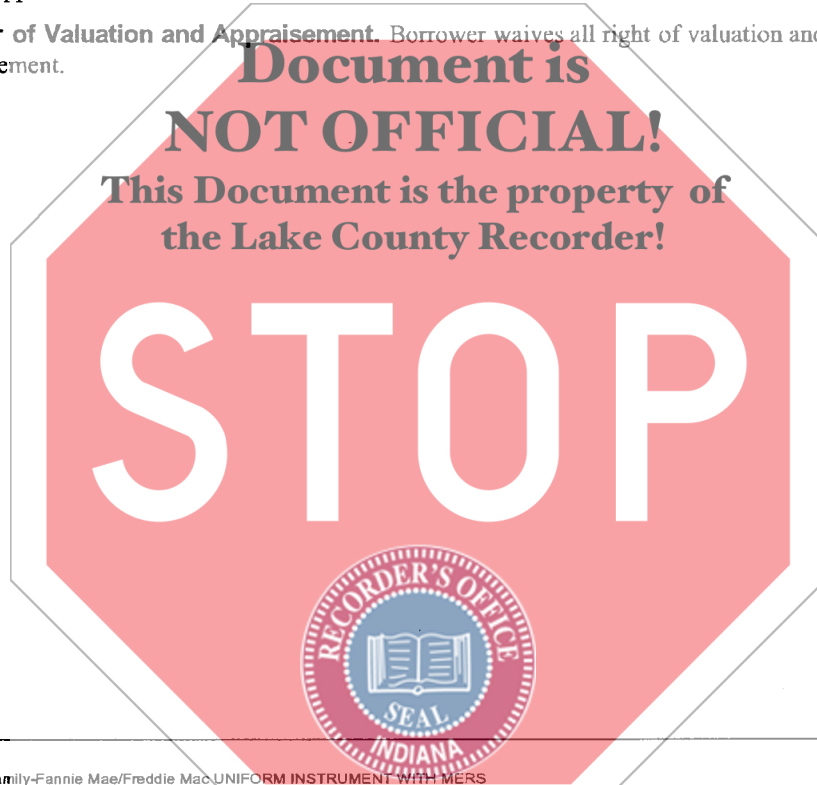 of Valuation and Appraisement. Borrower waives all right of valuation and
Document is
NOT OFFICIAL!
This Document is the property of
the Lake County Recorder!
STOP
RECORDER'S OFFICE
SEAL
INDIANA
Fannie Mae/Freddie Mac UNIFORM INSTRUMENT WITH MERS